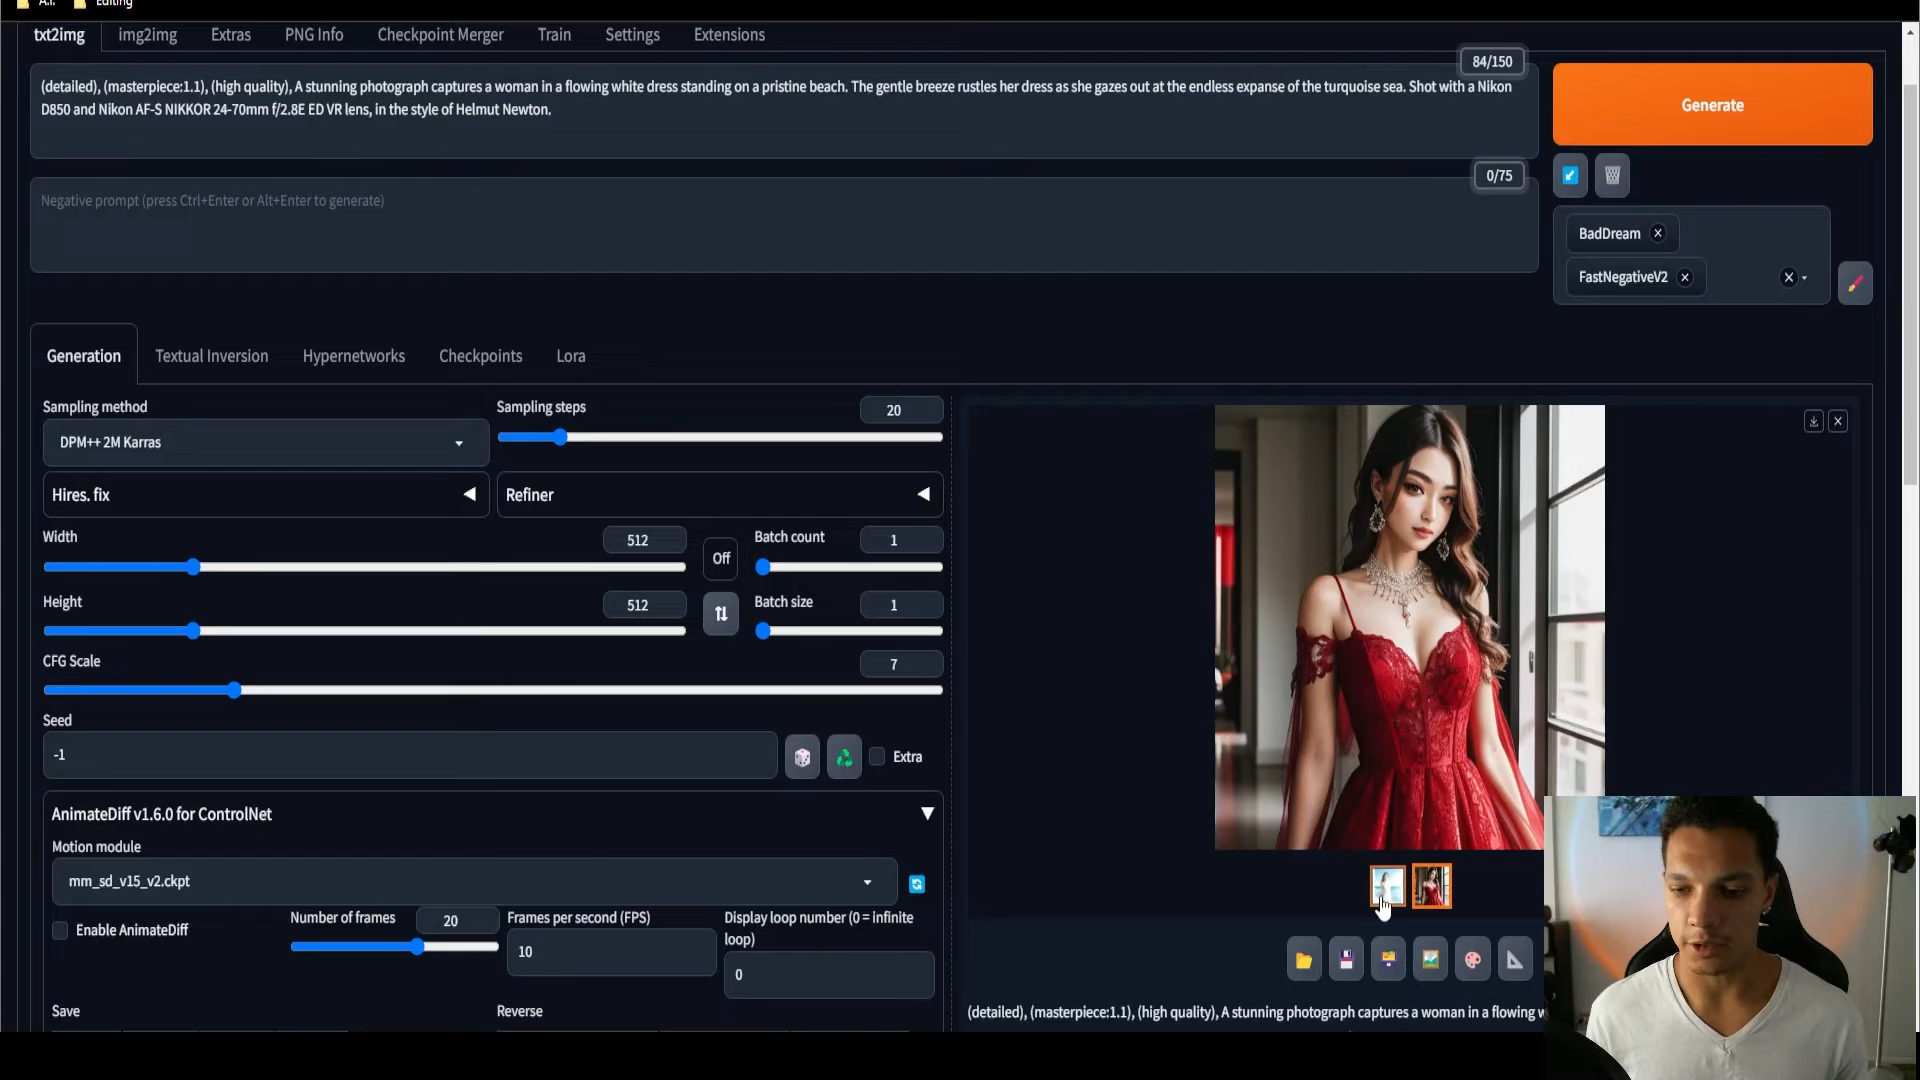 A.I. Editing
txt2img img2img Extras PNG Info Checkpoint Merger Train Settings Extensions
84/150
(detailed), (masterpiece:1.1), (high quality), A stunning photograph captures a woman in a flowing white dress standing on a pristine beach. The gentle breeze rustles her dress as she gazes out at the endless expanse of the turquoise sea. Shot with a Nikon
D850 and Nikon AF-S NIKKOR 24-70mm f/2.8E ED VR lens, in the style of Helmut Newton.
Generate
0/75
Negative prompt (press Ctrl+Enter or Alt+Enter to generate)
BadDream
FastNegativeV2
Generation Textual Inversion Hypernetworks Checkpoints Lora
Sampling method
DPM++ 2M Karras
Sampling steps
20
Hires. fix
Refiner
Width
512
Off
Batch count
1
Height
512
Batch size
1
CFG Scale
7
Seed
-1
Extra
AnimateDiff v1.6.0 for ControlNet
Motion module
mm_sd_v15_v2.ckpt
Enable AnimateDiff
Number of frames
20
Frames per second (FPS)
10
Display loop number (0 = infinite
loop)
0
Save
Reverse
(detailed), (masterpiece:1.1), (high quality), A stunning photograph captures a woman in a flowing